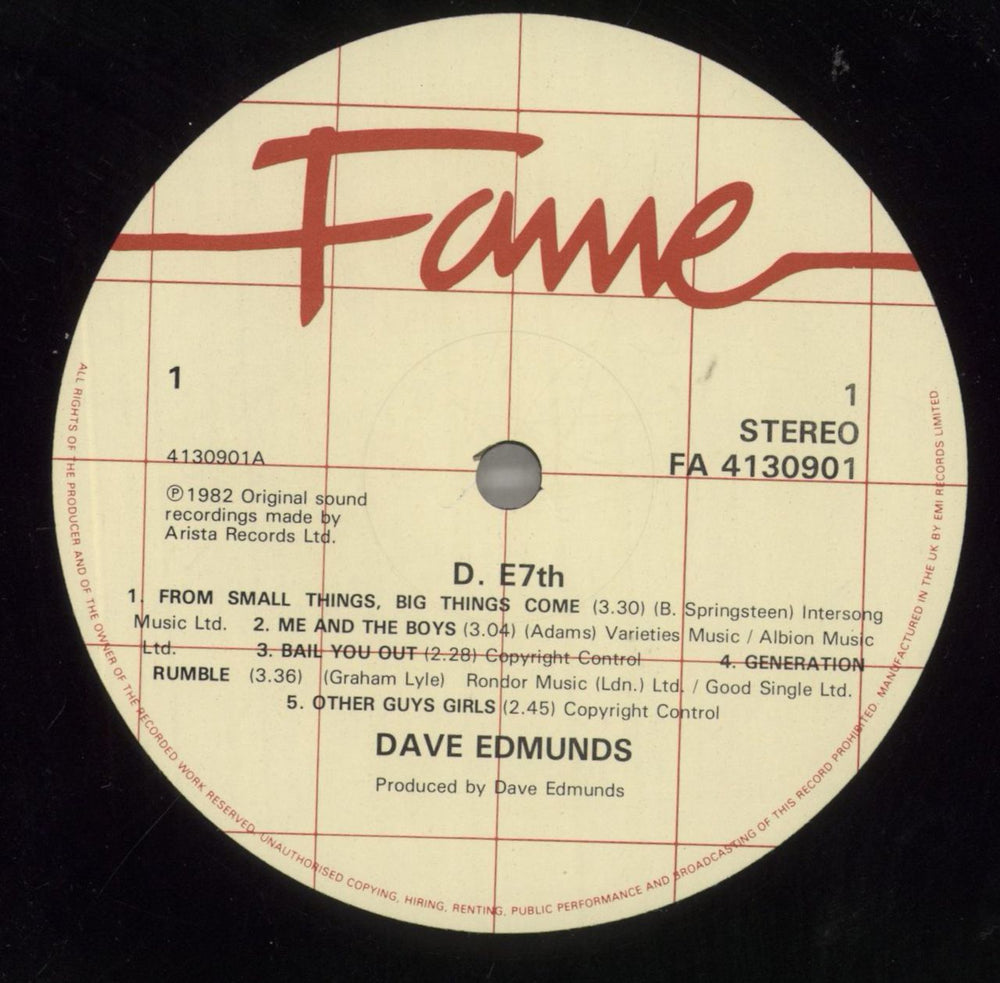 Fame
1
1
STEREO
4130901A
FA 4130901
℗1982 Original sound
recordings made by
Arista Records Ltd.
D. E7th
1. FROM SMALL THINGS, BIG THINGS COME (3.30) (B. Springsteen) Intersong
Music Ltd. 2. ME AND THE BOYS (3.04) (Adams) Varieties Music / Albion Music
Ltd. 3. BAIL YOU OUT (2.28) Copyright Control 4. GENERATION
RUMBLE (3.36) (Graham Lyle) Rondor Music (Ldn.) Ltd. / Good Single Ltd.
5. OTHER GUYS GIRLS (2.45) Copyright Control
DAVE EDMUNDS
Produced by Dave Edmunds
ALL RIGHTS OF THE PRODUCER AND OF THE OWNER OF THE RECORDED WORK RESERVED. UNAUTHORISED COPYING, HIRING, RENTING, PUBLIC PERFORMANCE AND BROADCASTING OF THIS RECORD PROHIBITED. MANUFACTURED IN THE UK BY EMI RECORDS LIMITED.